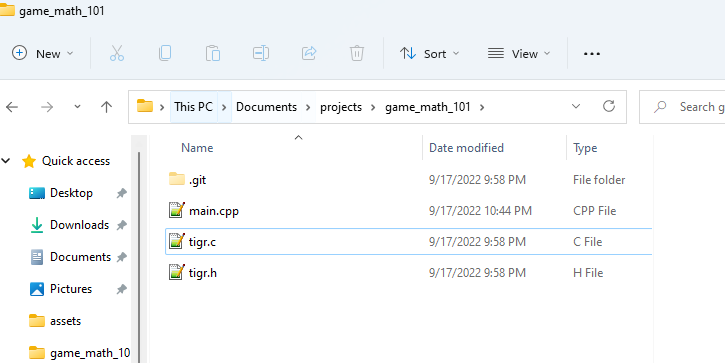 game_math_101
New Sort View
This PC Documents projects game_math_101 Search g
Name Date modified Type
Quick access
Desktop
Downloads
Documents
Pictures
assets
game_math_10
.git 9/17/2022 9:58 PM File folder
main.cpp 9/17/2022 10:44 PM CPP File
tigr.c 9/17/2022 9:58 PM C File
tigr.h 9/17/2022 9:58 PM H File